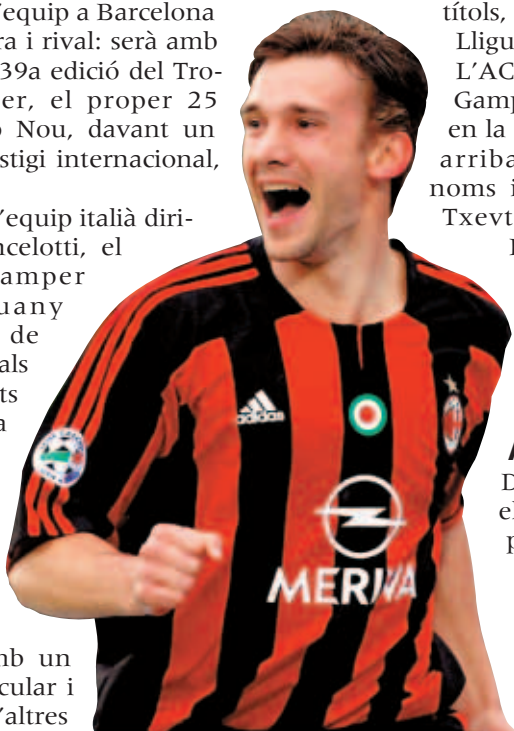 ’equip a Barcelona
ra i rival: serà amb
39a edició del Tro-
er, el proper 25
o Nou, davant un
stigi internacional,
’equip italià diri-
ncelotti, el
amper
uany
de
als
ts
a
mb un
cular i
’altres
títols,
Lligu
L’AC
Gamp
en la
arriba
noms i
Txevt
D
el
p
adidas
MERIVA